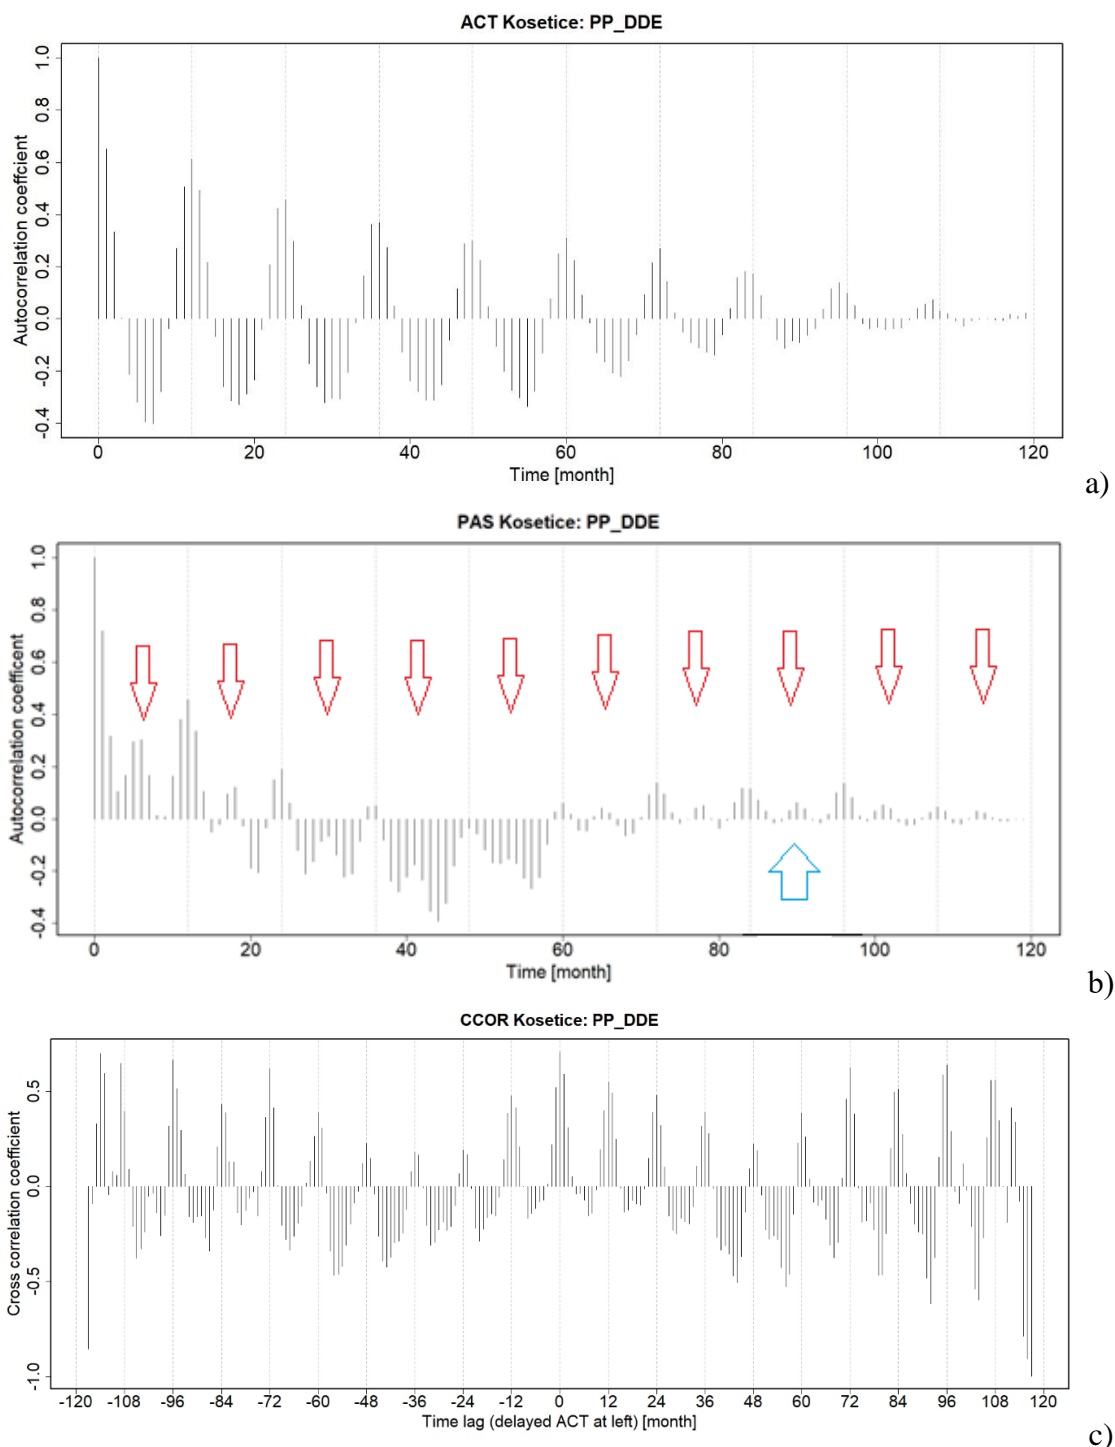 ACT Kosetice: PP_DDE
Autocorrelation coeffcient
1.0
0.8
0.6
0.4
0.2
0.0
-0.2
-0.4
0 20 40 60 80 100 120
Time [month]
a)
PAS Kosetice: PP_DDE
Autocorrelation coefficent
1.0
0.8
0.6
0.4
0.2
0.0
-0.2
-0.4
0 20 40 60 80 100 120
Time [month]
b)
CCOR Kosetice: PP_DDE
Cross correlation coefficient
0.5
0.0
-0.5
-1.0
-120 -108 -96 -84 -72 -60 -48 -36 -24 -12 0 12 24 36 48 60 72 84 96 108 120
Time lag (delayed ACT at left) [month]
c)